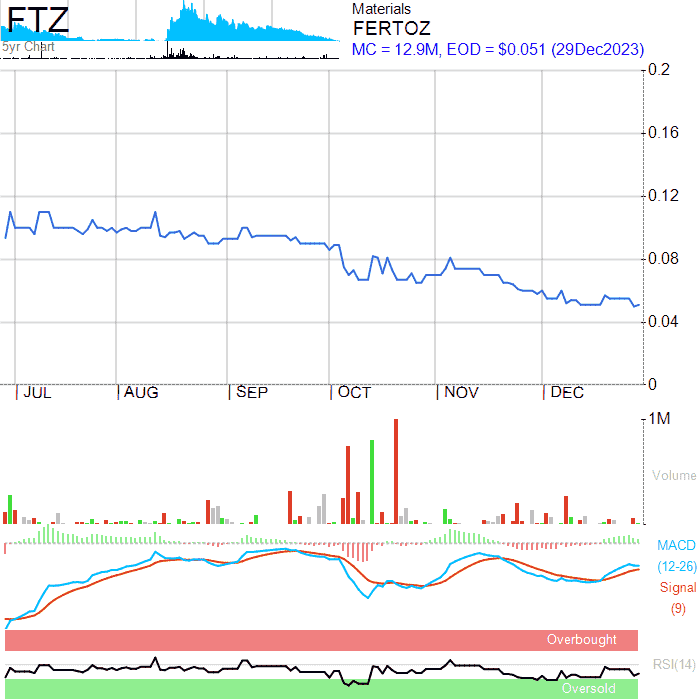 FTZ
5yr Chart
Materials
FERTOZ
MC = 12.9M, EOD = $0.051 (29Dec2023)
0.2
0.16
0.12
0.08
0.04
0
JUL AUG SEP OCT NOV DEC
1M
Volume
MACD
(12-26)
Signal
(9)
Overbought
RSI(14)
Oversold